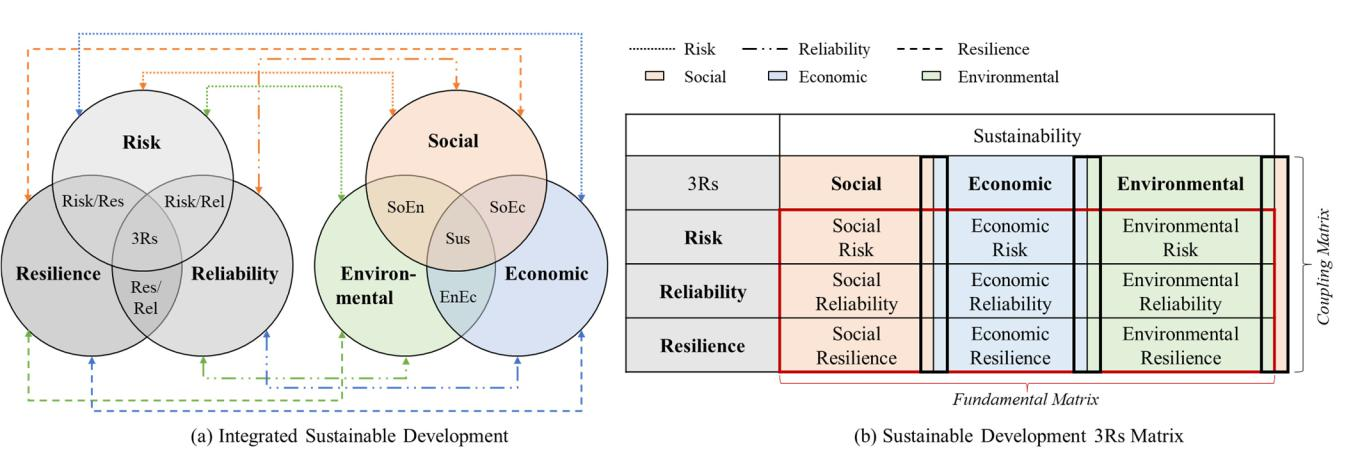 Risk
Risk/Res
Risk/Rel
3Rs
Resilience
Reliability
Res/
Rel
Social
SoEn
SoEc
Sus
Environ-
mental
Economic
EnEc
(a) Integrated Sustainable Development
Risk
Reliability
Resilience
Social
Economic
Environmental
Sustainability
3Rs
Social
Economic
Environmental
Risk
Social
Risk
Economic
Risk
Environmental
Risk
Reliability
Social
Reliability
Economic
Reliability
Environmental
Reliability
Resilience
Social
Resilience
Economic
Resilience
Environmental
Resilience
Coupling Matrix
Fundamental Matrix
(b) Sustainable Development 3Rs Matrix